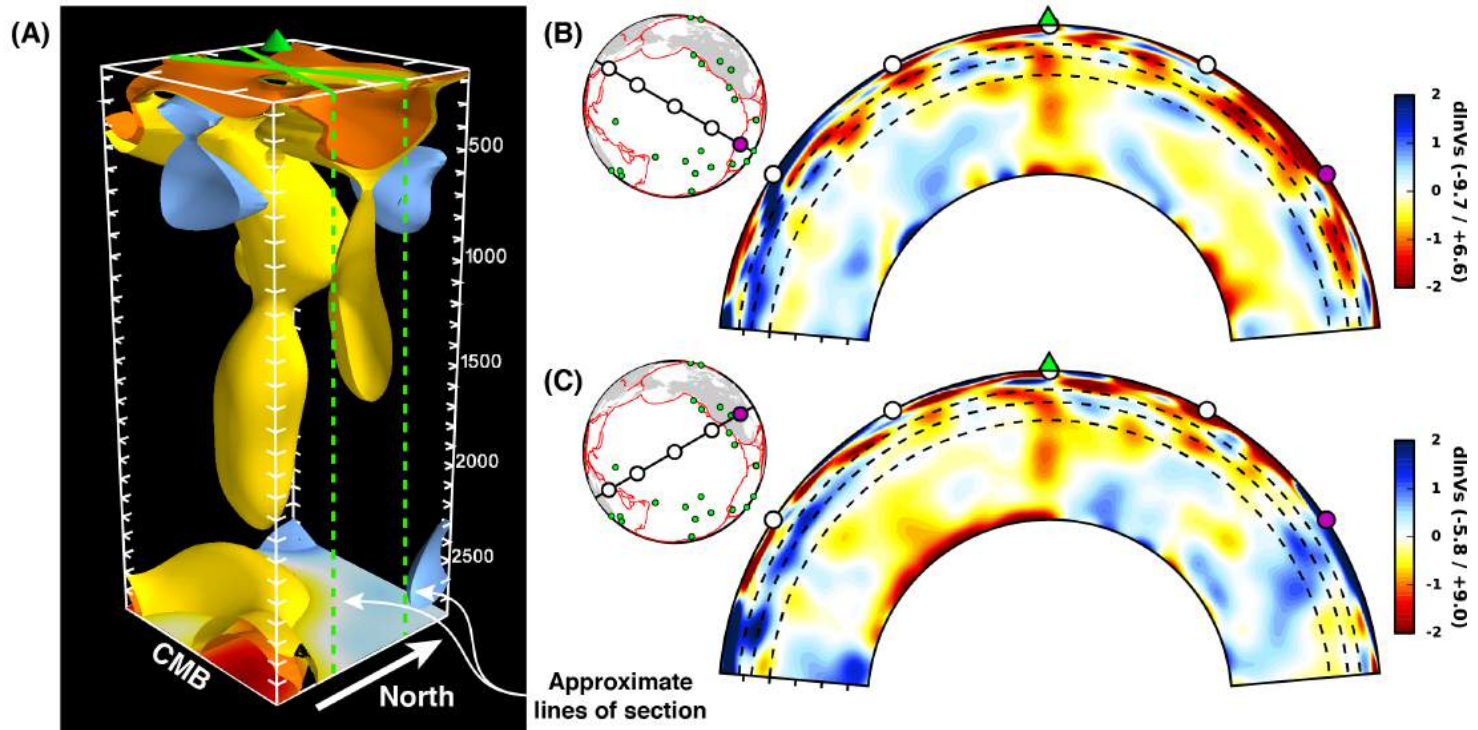 (A)
500
1000
1500
2000
2500
CMB
North
Approximate
lines of section
(B)
2
1
0
-1
-2
dlnVs (-9.7 / +6.6)
(C)
2
1
0
-1
-2
dlnVs (-5.8 / +9.0)